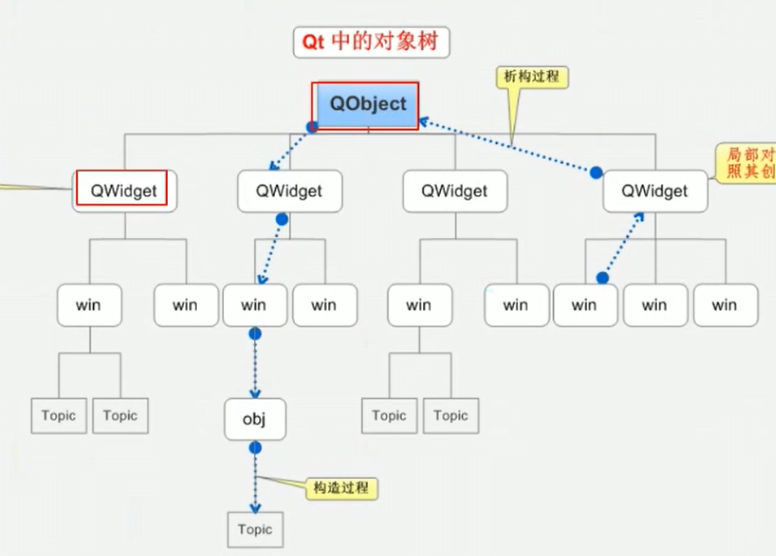 Qt 中的对象树
析构过程
QObject
局部对
照其创
QWidget
QWidget
QWidget
QWidget
win
win
win
win
win
win
win
win
win
Topic
Topic
obj
Topic
Topic
构造过程
Topic